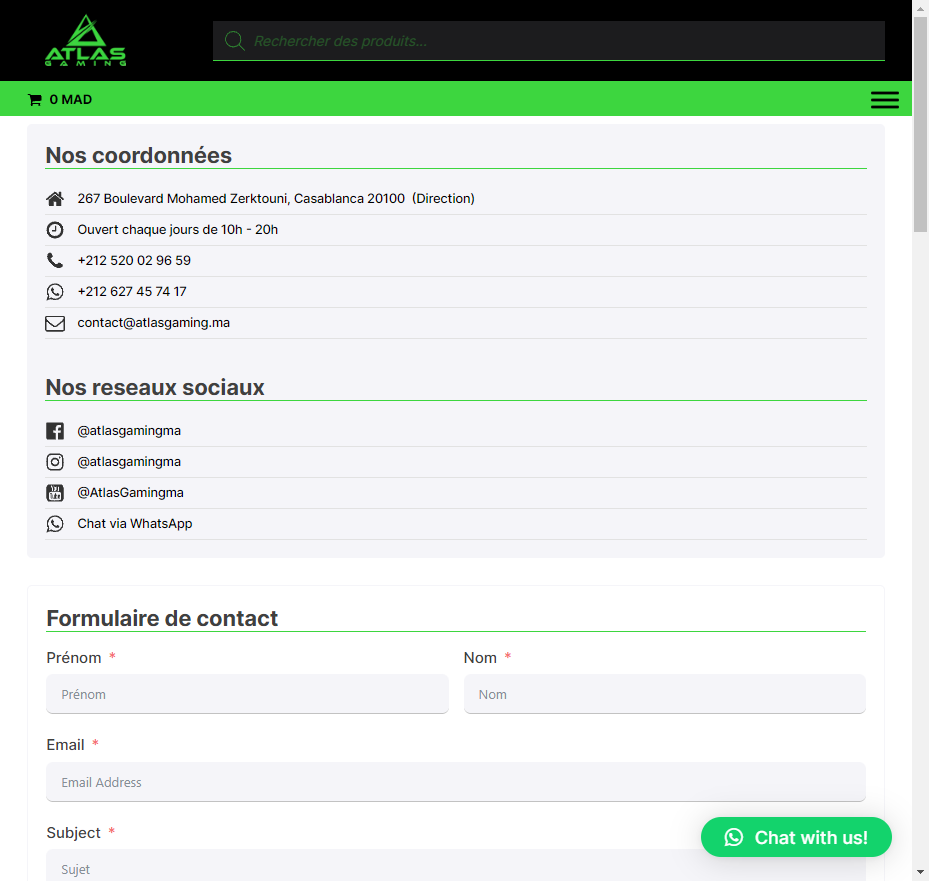 ATLAS
GAMING
Rechercher des produits...
0 MAD
Nos coordonnées
267 Boulevard Mohamed Zerktouni, Casablanca 20100 (Direction)
Ouvert chaque jours de 10h - 20h
+212 520 02 96 59
+212 627 45 74 17
contact@atlasgaming.ma
Nos reseaux sociaux
@atlasgamingma
@atlasgamingma
@AtlasGamingma
Chat via WhatsApp
Formulaire de contact
Prénom * Nom *
Prénom Nom
Email *
Email Address
Subject *
Chat with us!
Sujet